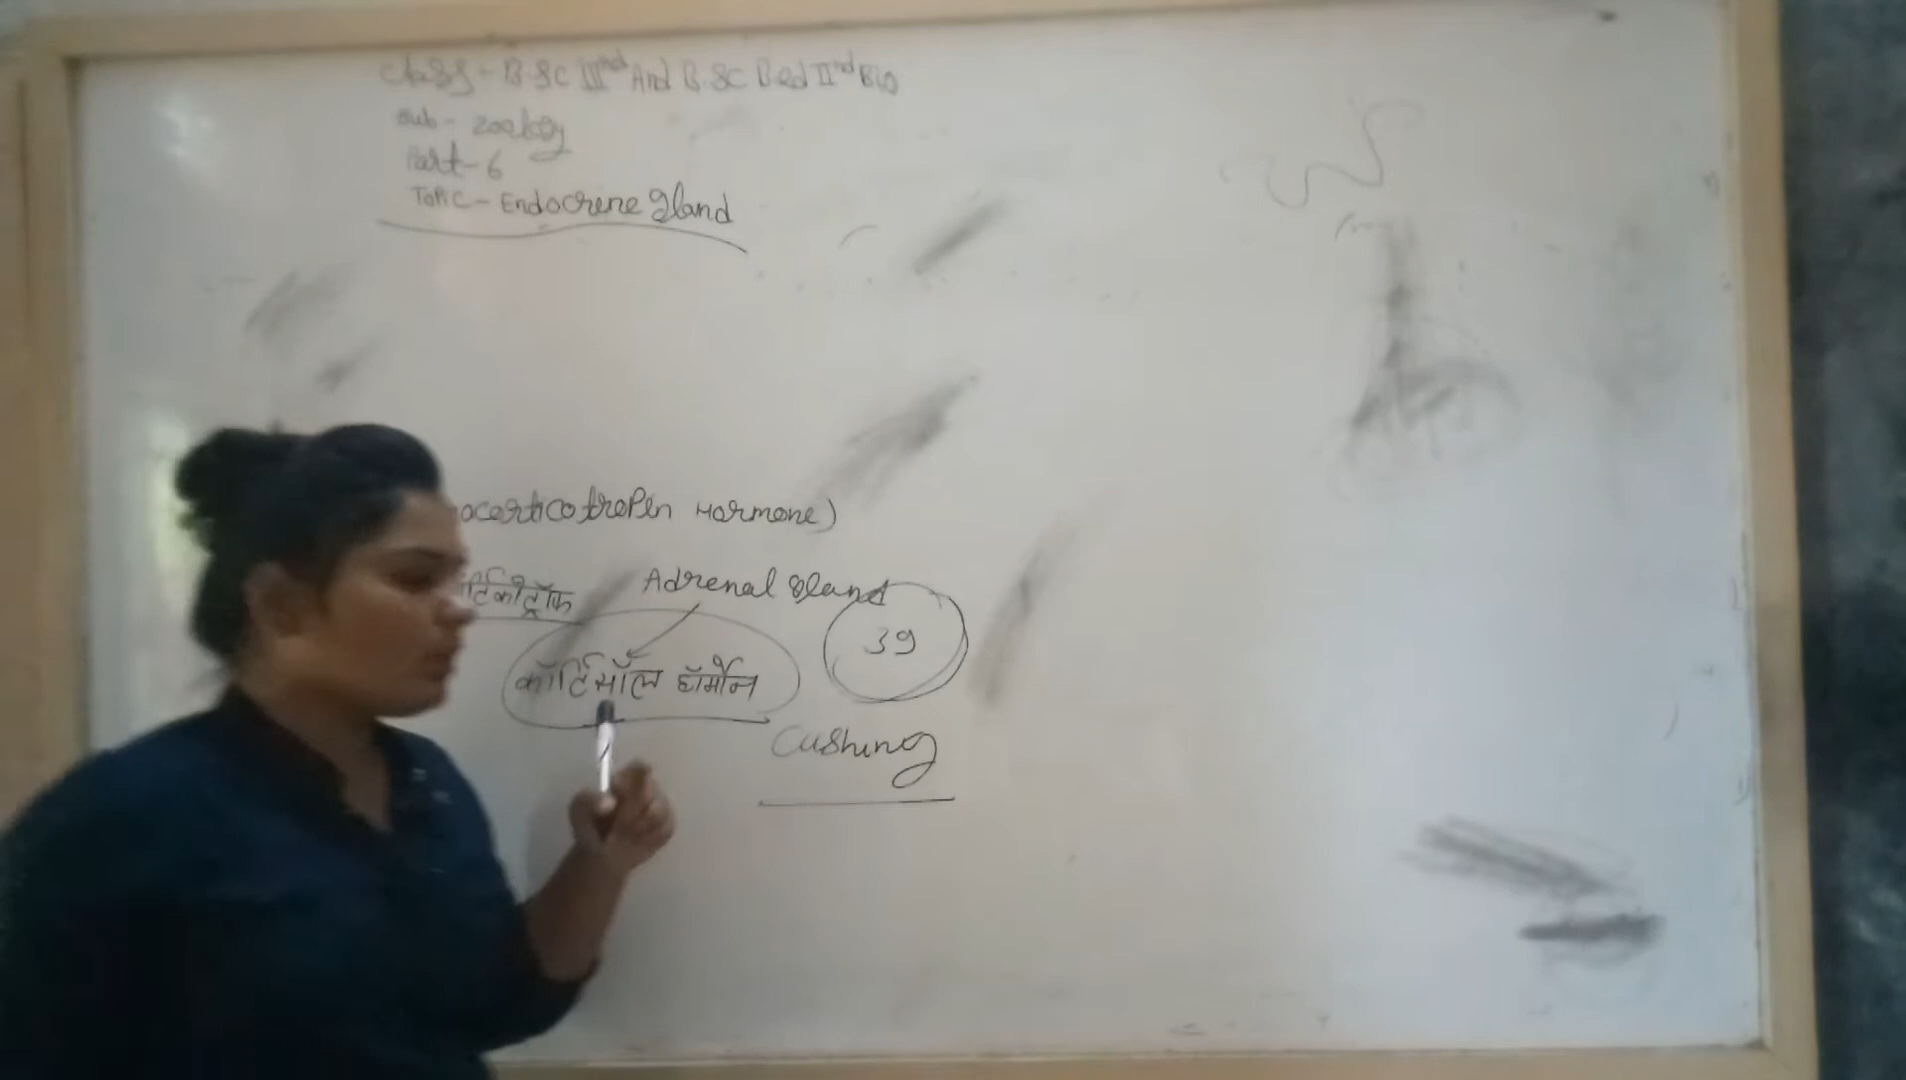 Class - B.SC IIInd And B.SC B.ed IInd Bio
Sub - zoology
Part - 6
Topic - Endocrine gland
ocorticotropin Hormone)
र्टिकोट्रॉफ
Adrenal gland
39
कॉर्टिसॉल हॉर्मोन
Cushing